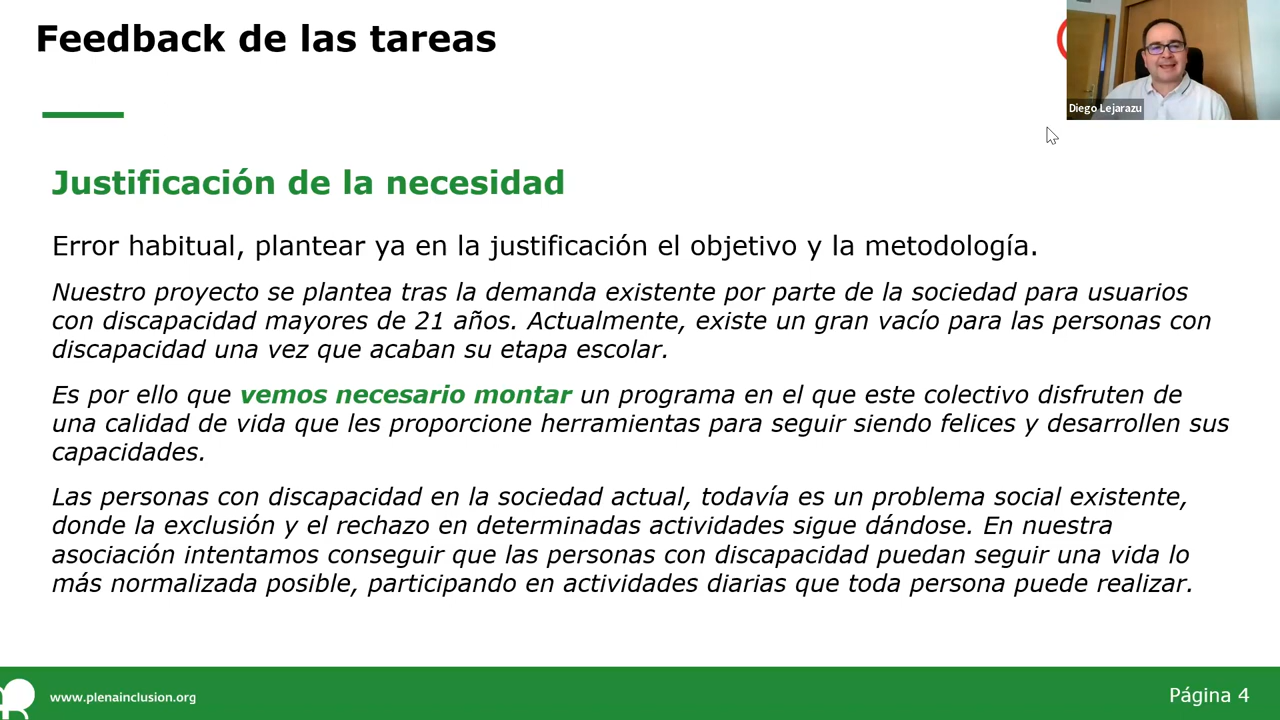 Feedback de las tareas
Diego Lejarazu
Justificación de la necesidad
Error habitual, plantear ya en la justificación el objetivo y la metodología.
Nuestro proyecto se plantea tras la demanda existente por parte de la sociedad para usuarios
con discapacidad mayores de 21 años. Actualmente, existe un gran vacío para las personas con
discapacidad una vez que acaban su etapa escolar.
Es por ello que vemos necesario montar un programa en el que este colectivo disfruten de
una calidad de vida que les proporcione herramientas para seguir siendo felices y desarrollen sus
capacidades.
Las personas con discapacidad en la sociedad actual, todavía es un problema social existente,
donde la exclusión y el rechazo en determinadas actividades sigue dándose. En nuestra
asociación intentamos conseguir que las personas con discapacidad puedan seguir una vida lo
más normalizada posible, participando en actividades diarias que toda persona puede realizar.
www.plenainclusion.org
Página 4